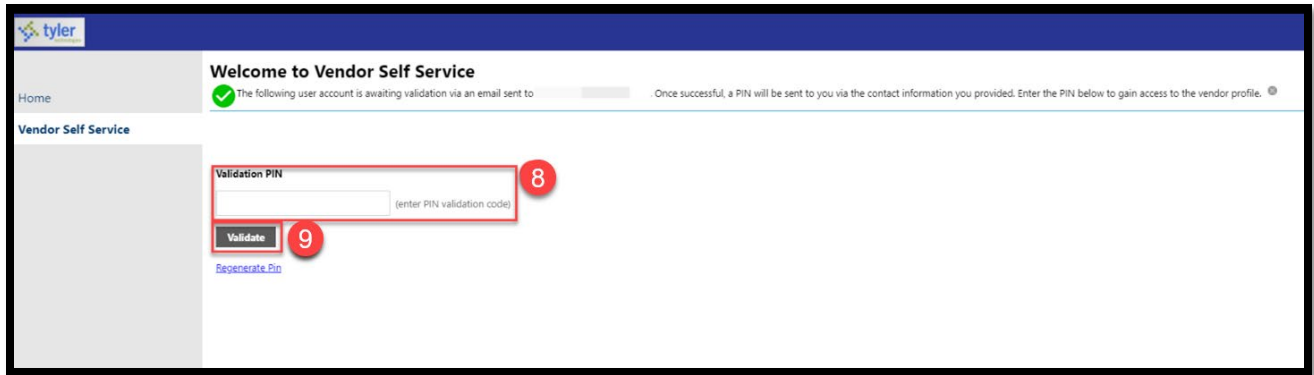 tyler
technologies
Welcome to Vendor Self Service
The following user account is awaiting validation via an email sent to . Once successful, a PIN will be sent to you via the contact information you provided. Enter the PIN below to gain access to the vendor profile.
Home
Vendor Self Service
Validation PIN
8
(enter PIN validation code)
Validate
9
Regenerate Pin